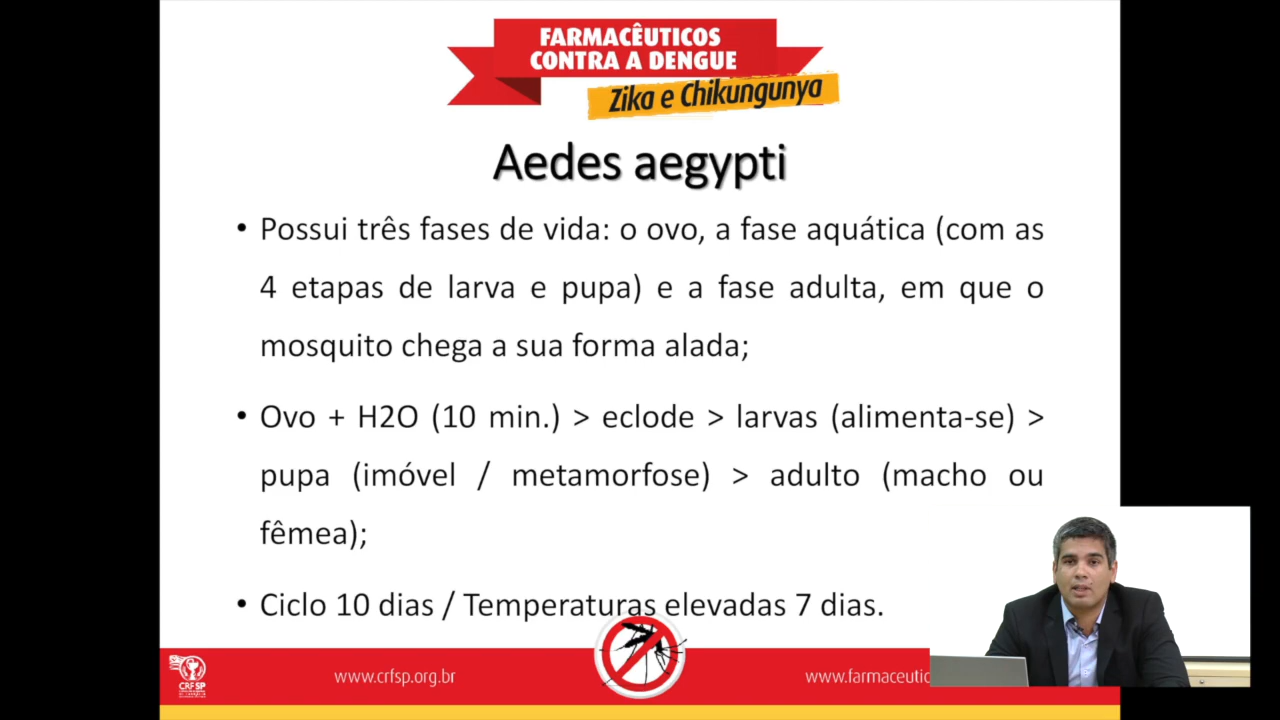 FARMACÊUTICOS
CONTRA A DENGUE
Zika e Chikungunya
Aedes aegypti
• Possui três fases de vida: o ovo, a fase aquática (com as
4 etapas de larva e pupa) e a fase adulta, em que o
mosquito chega a sua forma alada;
• Ovo + H2O (10 min.) > eclode > larvas (alimenta-se) >
pupa (imóvel / metamorfose) > adulto (macho ou
fêmea);
• Ciclo 10 dias / Temperaturas elevadas 7 dias.
CRF SP
www.crfsp.org.br
www.farmaceutic